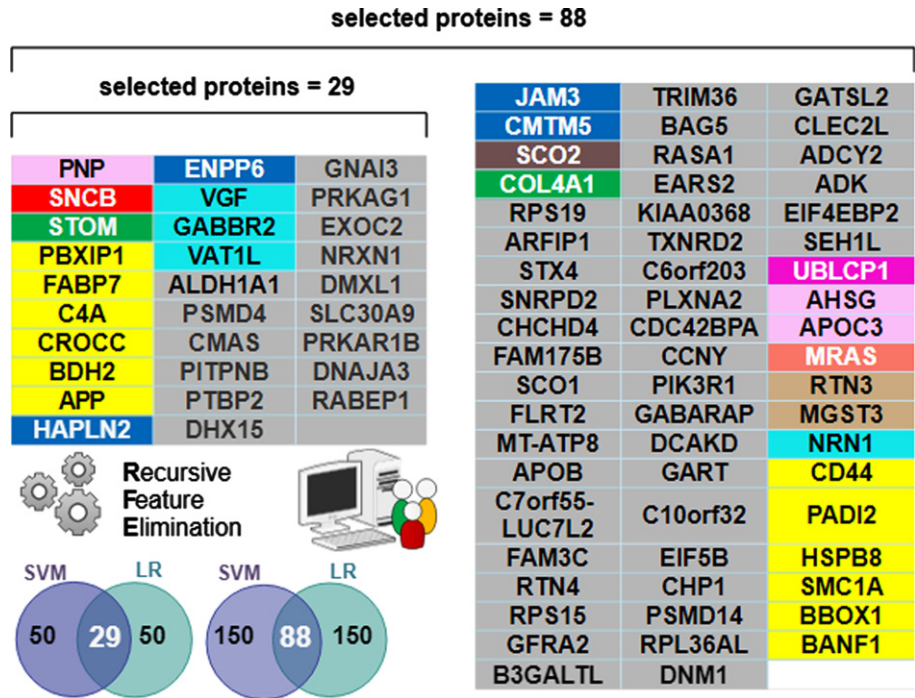 selected proteins = 88
selected proteins = 29
PNP ENPP6 GNAI3
SNCB VGF PRKAG1
STOM GABBR2 EXOC2
PBXIP1 VAT1L NRXN1
FABP7 ALDH1A1 DMXL1
C4A PSMD4 SLC30A9
CROCC CMAS PRKAR1B
BDH2 PITPNB DNAJA3
APP PTBP2 RABEP1
HAPLN2 DHX15
JAM3 TRIM36 GATSL2
CMTM5 BAG5 CLEC2L
SCO2 RASA1 ADCY2
COL4A1 EARS2 ADK
RPS19 KIAA0368 EIF4EBP2
ARFIP1 TXNRD2 SEH1L
STX4 C6orf203 UBLCP1
SNRPD2 PLXNA2 AHSG
CHCHD4 CDC42BPA APOC3
FAM175B CCNY MRAS
SCO1 PIK3R1 RTN3
FLRT2 GABARAP MGST3
MT-ATP8 DCAKD NRN1
APOB GART CD44
C7orf55-
LUC7L2 C10orf32 PADI2
FAM3C EIF5B HSPB8
RTN4 CHP1 SMC1A
RPS15 PSMD14 BBOX1
GFRA2 RPL36AL BANF1
B3GALTL DNM1
Recursive
Feature
Elimination
SVM LR SVM LR
50 29 50 150 88 150